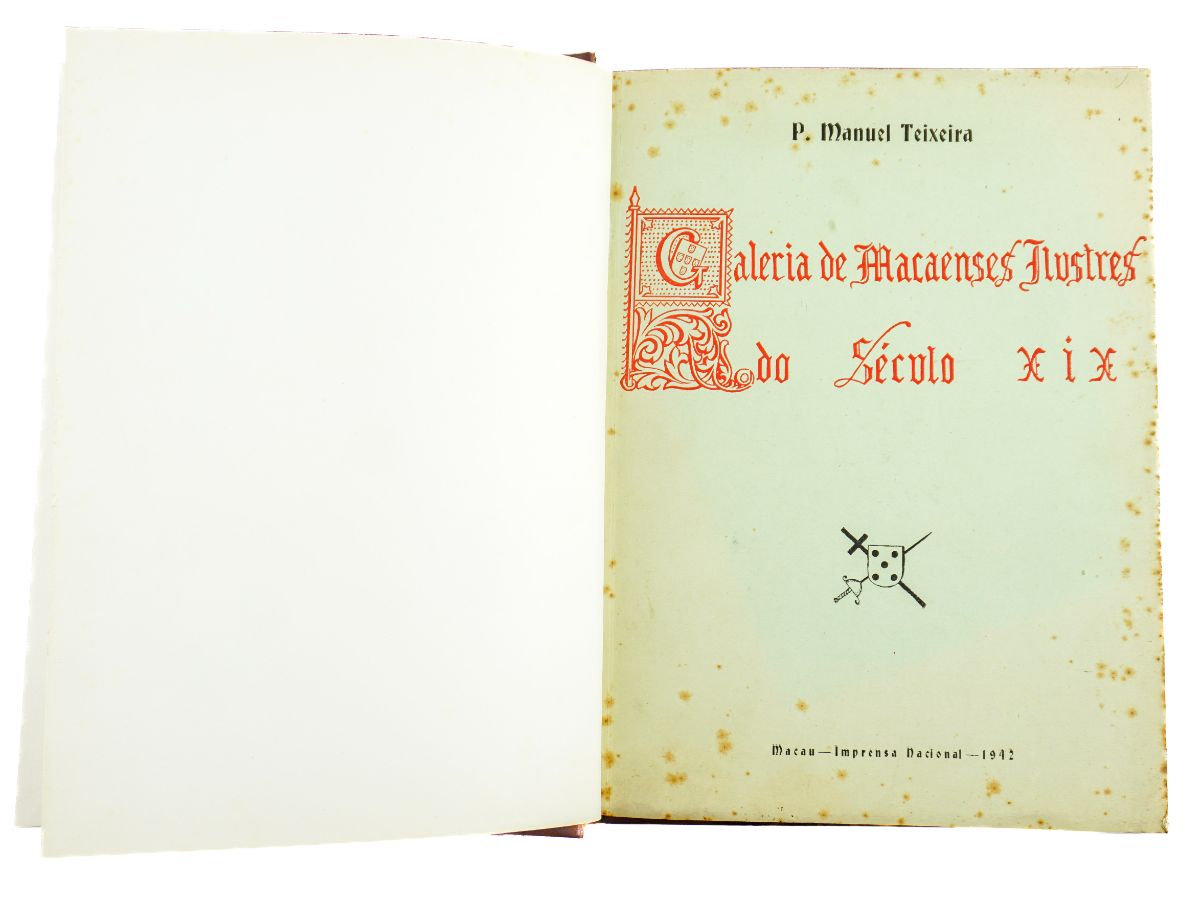 P. Manuel Teixeira
Galeria de Macaenses Ilustres
do Século XIX
Macau—Imprensa Nacional—1942